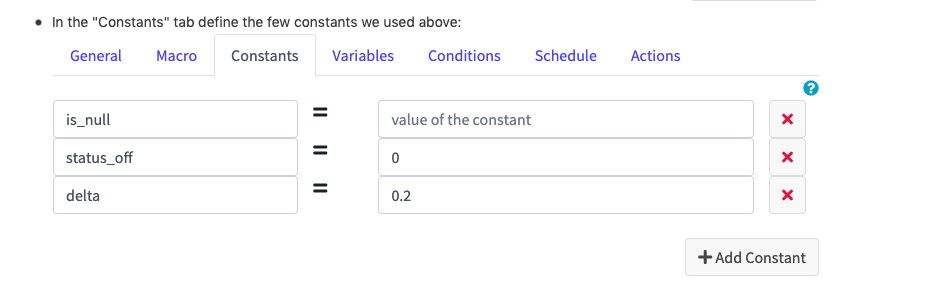 • In the "Constants" tab define the few constants we used above:
General Macro Constants Variables Conditions Schedule Actions
?
is_null = value of the constant ×
status_off = 0 ×
delta = 0.2 ×
+ Add Constant